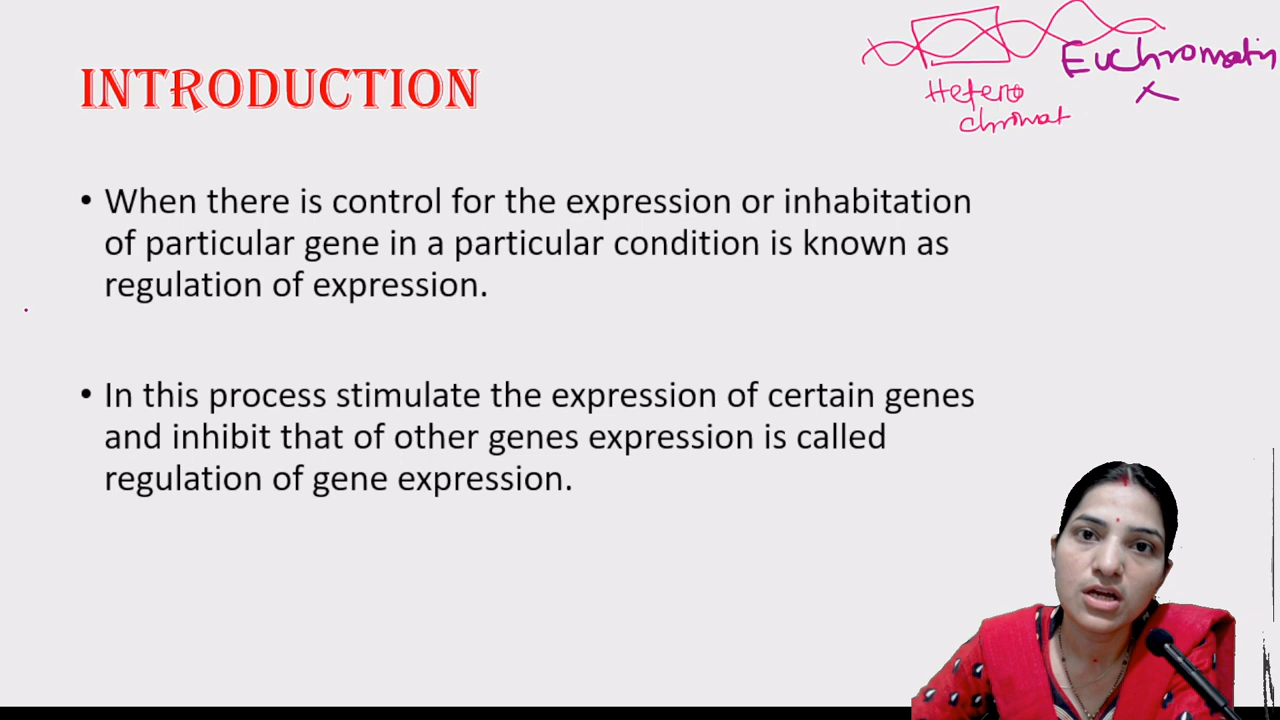 INTRODUCTION
Euchromatin
Hetero
chromat
• When there is control for the expression or inhabitation
of particular gene in a particular condition is known as
regulation of expression.
• In this process stimulate the expression of certain genes
and inhibit that of other genes expression is called
regulation of gene expression.